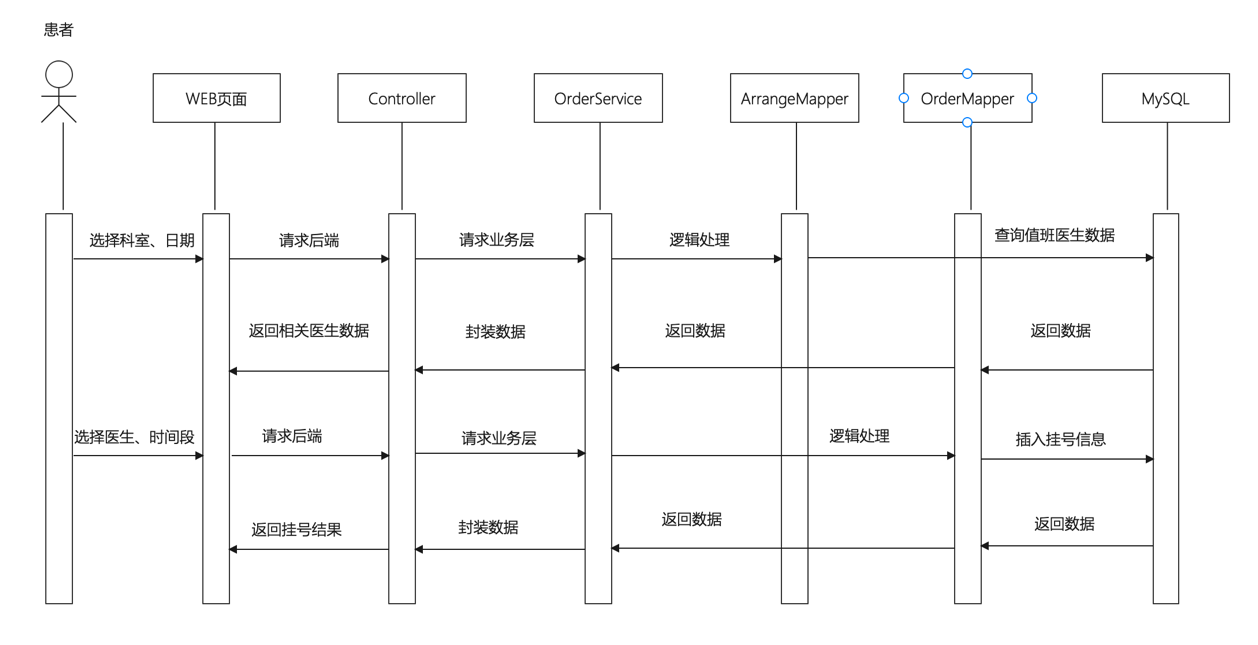 患者
WEB页面
Controller
OrderService
ArrangeMapper
OrderMapper
MySQL
选择科室、日期
请求后端
请求业务层
逻辑处理
查询值班医生数据
返回相关医生数据
封装数据
返回数据
返回数据
选择医生、时间段
请求后端
请求业务层
逻辑处理
插入挂号信息
返回挂号结果
封装数据
返回数据
返回数据